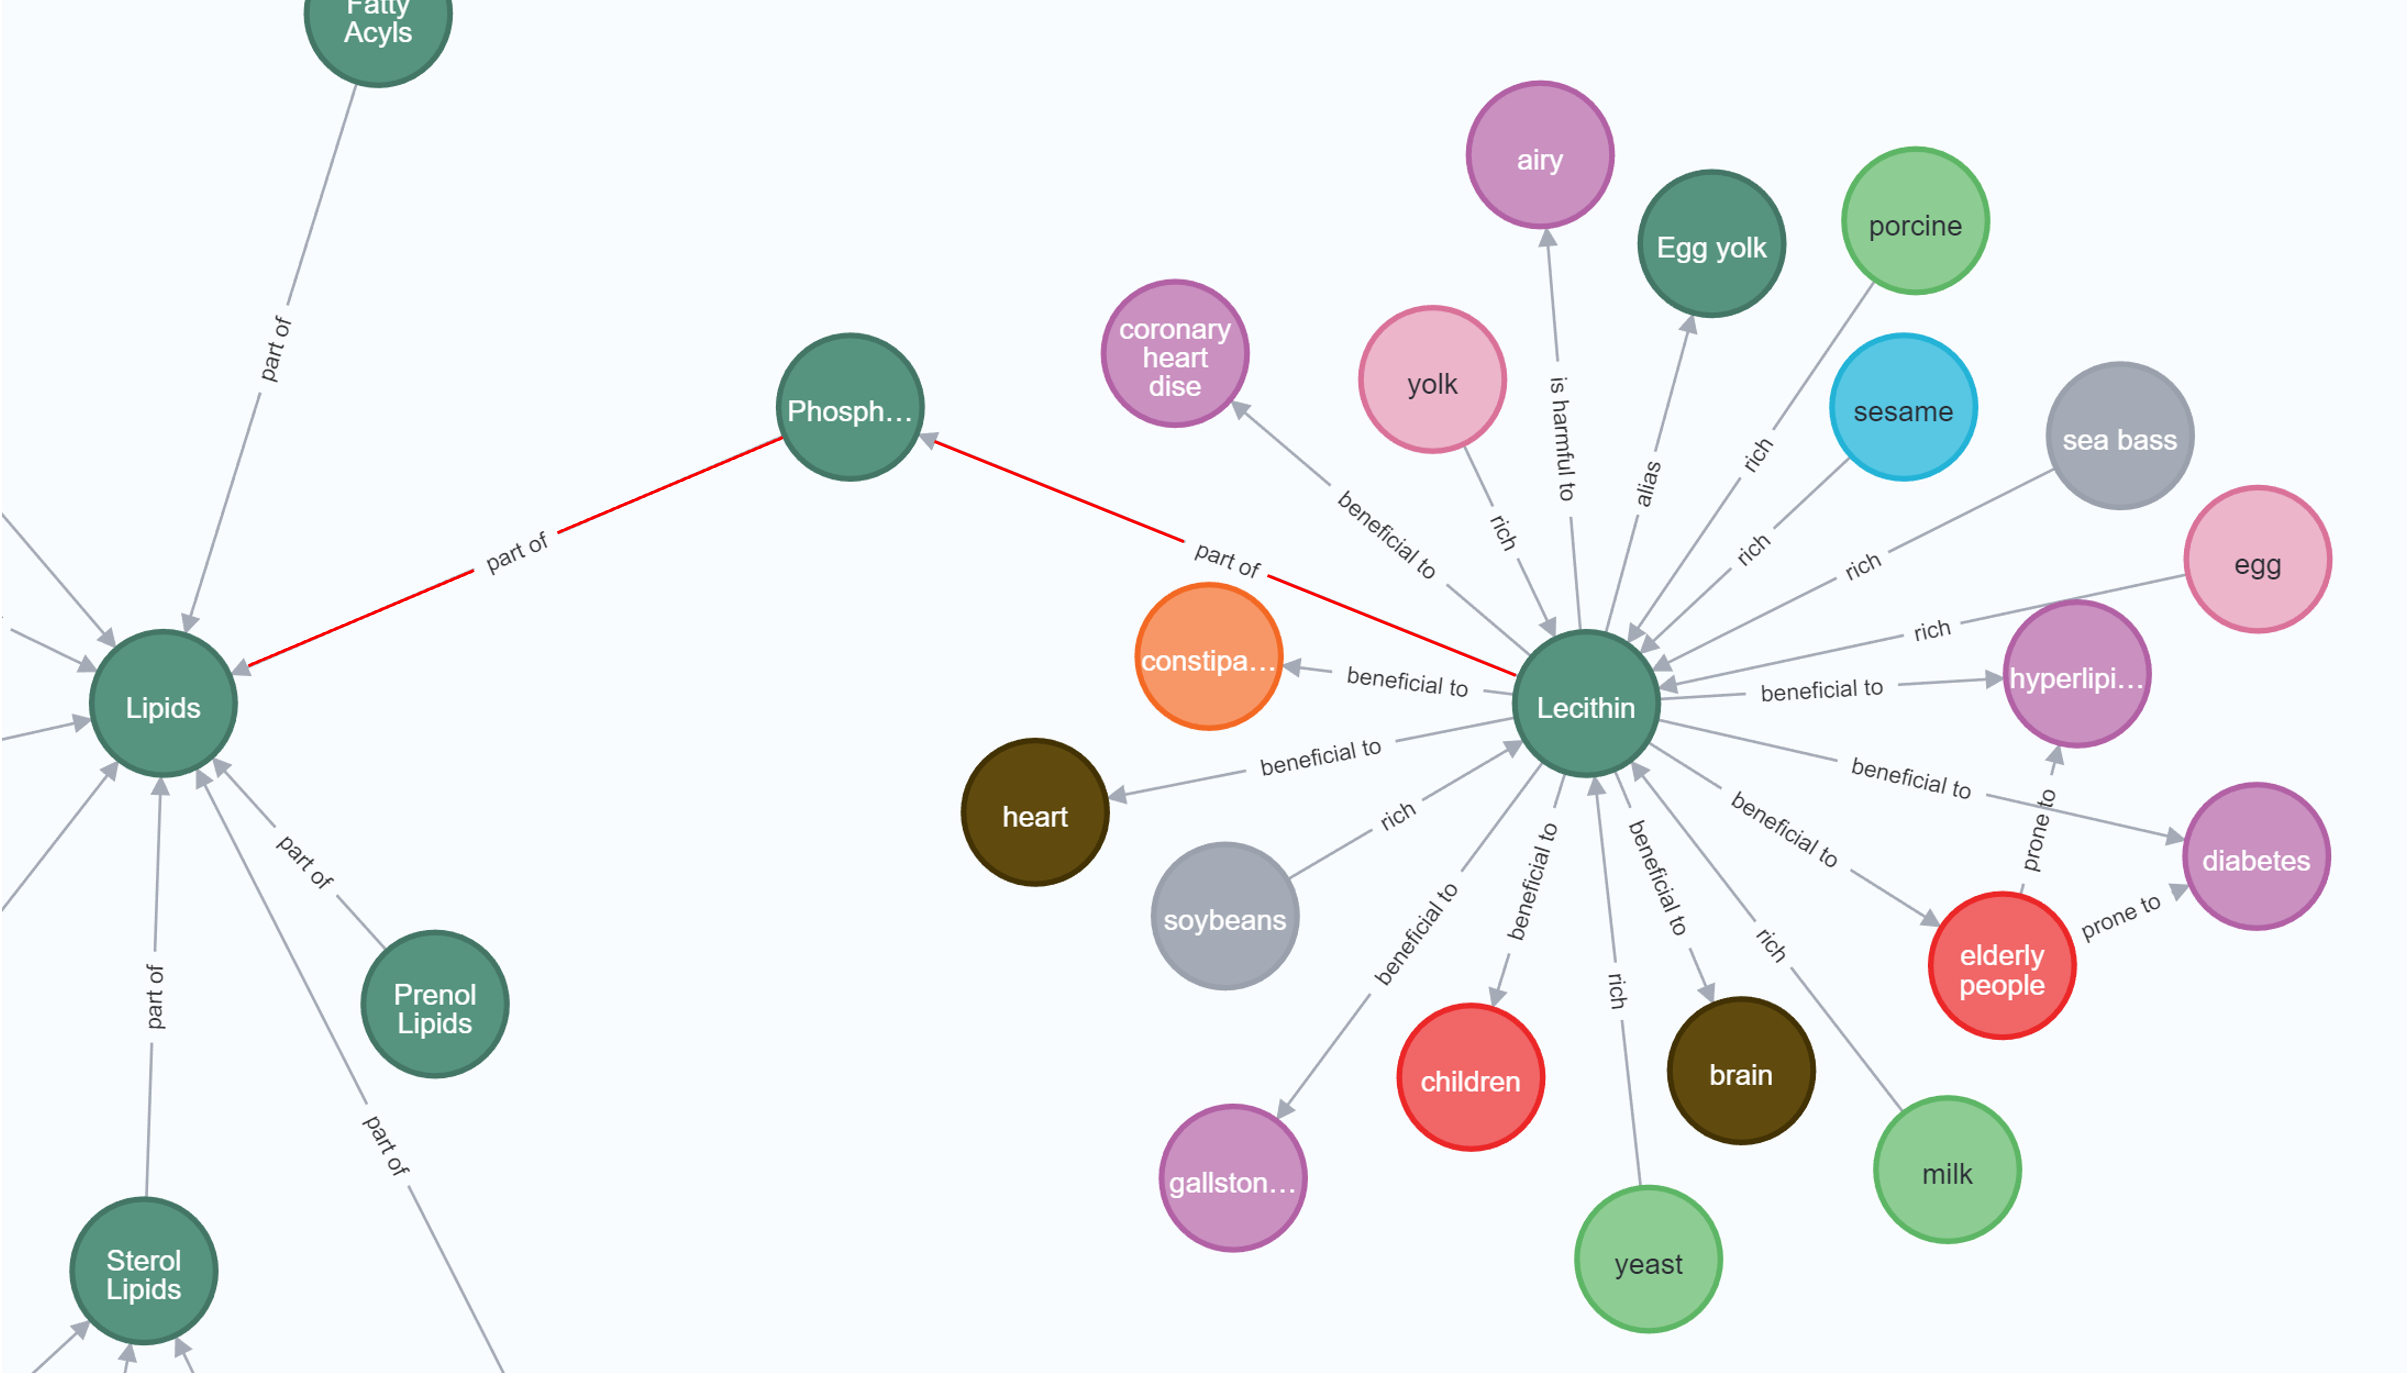 Fatty
Acyls
airy
porcine
Egg yolk
coronary
heart
dise
yolk
Phosph...
sesame
sea bass
part of
is harmful to
alias
rich
beneficial to
rich
rich
rich
egg
part of
part of
rich
constipa...
beneficial to
beneficial to
hyperlipi...
Lipids
Lecithin
beneficial to
beneficial to
heart
rich
beneficial to
prone to
diabetes
part of
soybeans
beneficial to
beneficial to
beneficial to
rich
prone to
elderly
people
part of
rich
Prenol
Lipids
children
brain
part of
gallston...
milk
Sterol
Lipids
yeast